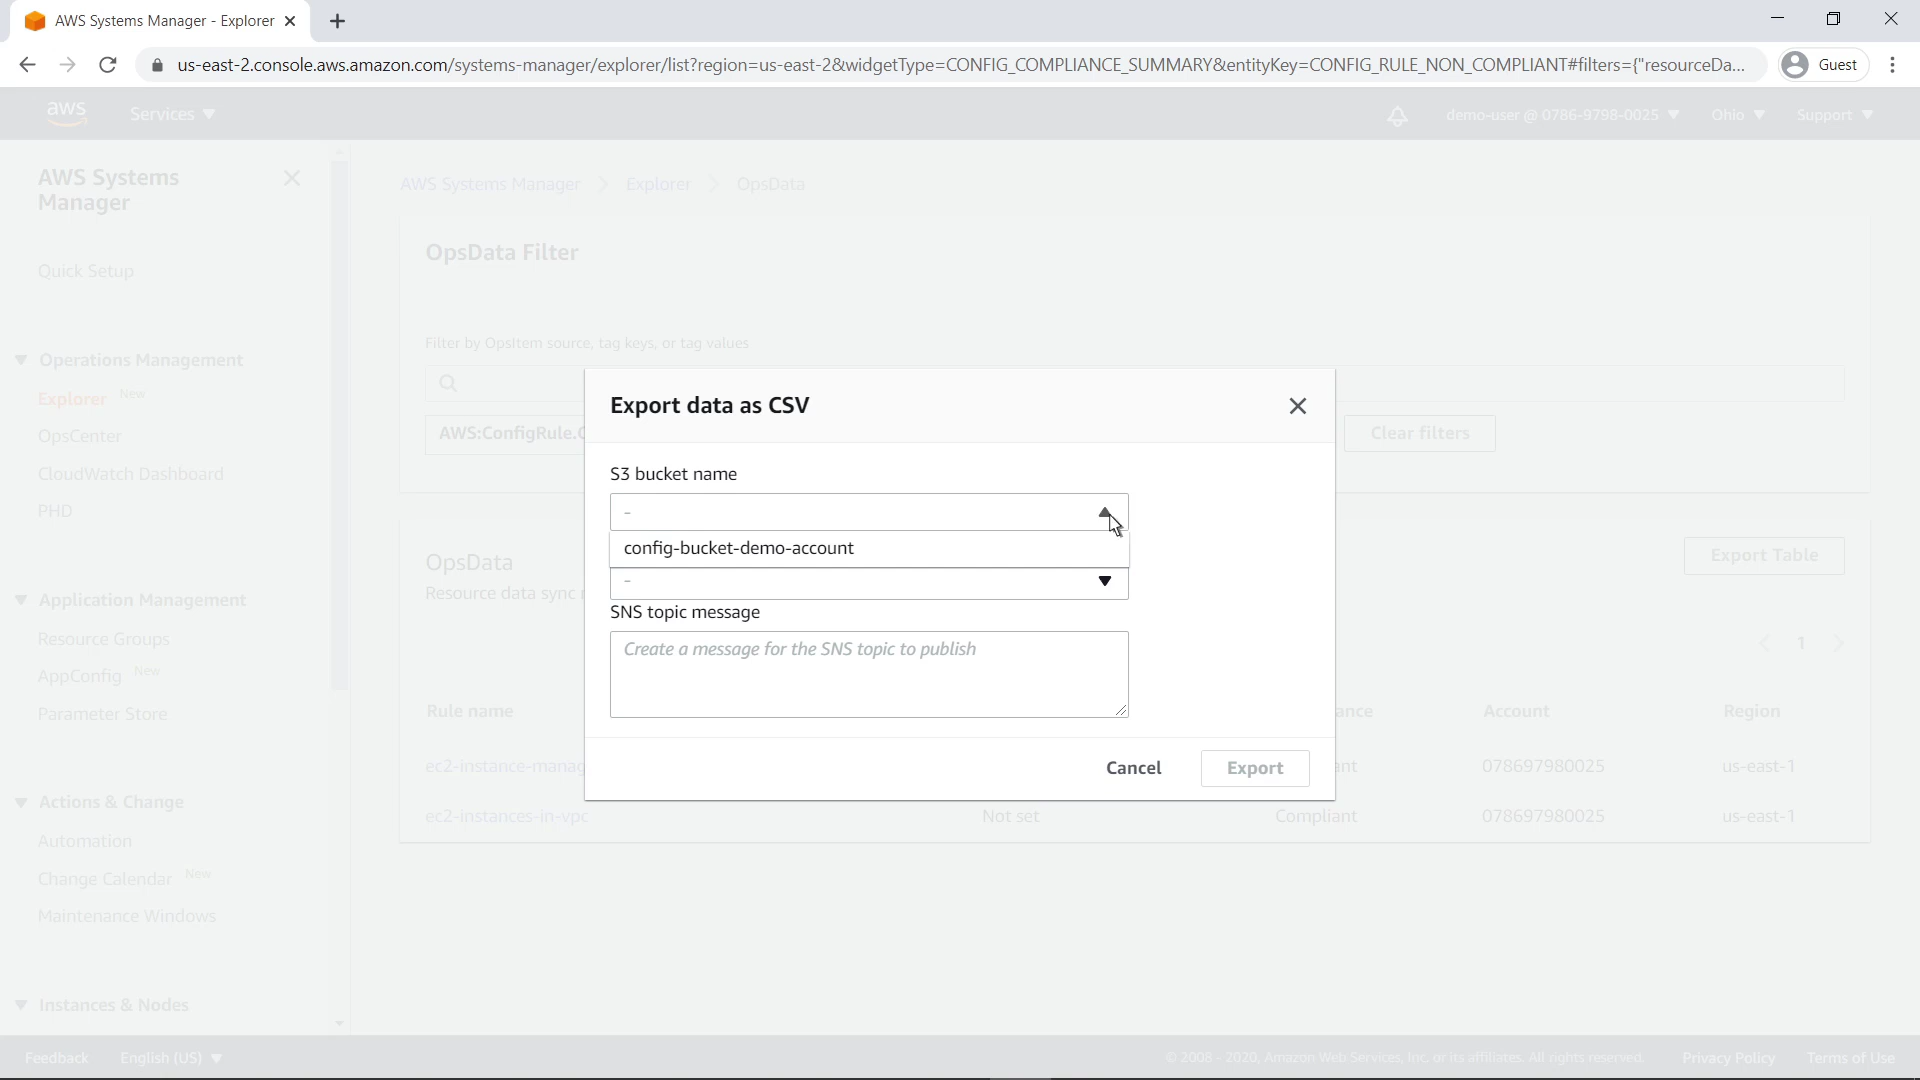 AWS Systems Manager - Explorer
us-east-2.console.aws.amazon.com/systems-manager/explorer/list?region=us-east-2&widgetType=CONFIG_COMPLIANCE_SUMMARY&entityKey=CONFIG_RULE_NON_COMPLIANT#filters={"resourceDa...
Guest
aws
Services
demo-user @ 0786-9798-0025
Ohio
Support
AWS Systems
Manager
Quick Setup
Operations Management
Explorer New
OpsCenter
CloudWatch Dashboard
PHD
Application Management
Resource Groups
AppConfig New
Parameter Store
Actions & Change
Automation
Change Calendar New
Maintenance Windows
Instances & Nodes
AWS Systems Manager > Explorer > OpsData
OpsData Filter
Filter by OpsItem source, tag keys, or tag values
AWS:ConfigRule.C
Clear filters
OpsData
Resource data sync
Export Table
1
Rule name
ance
Account
Region
ec2-instance-manag
ant
078697980025
us-east-1
ec2-instances-in-vpc
Not set
Compliant
078697980025
us-east-1
Export data as CSV
S3 bucket name
-
config-bucket-demo-account
-
SNS topic message
Create a message for the SNS topic to publish
Cancel
Export
Feedback
English (US)
© 2008 - 2020, Amazon Web Services, Inc. or its affiliates. All rights reserved.
Privacy Policy
Terms of Use